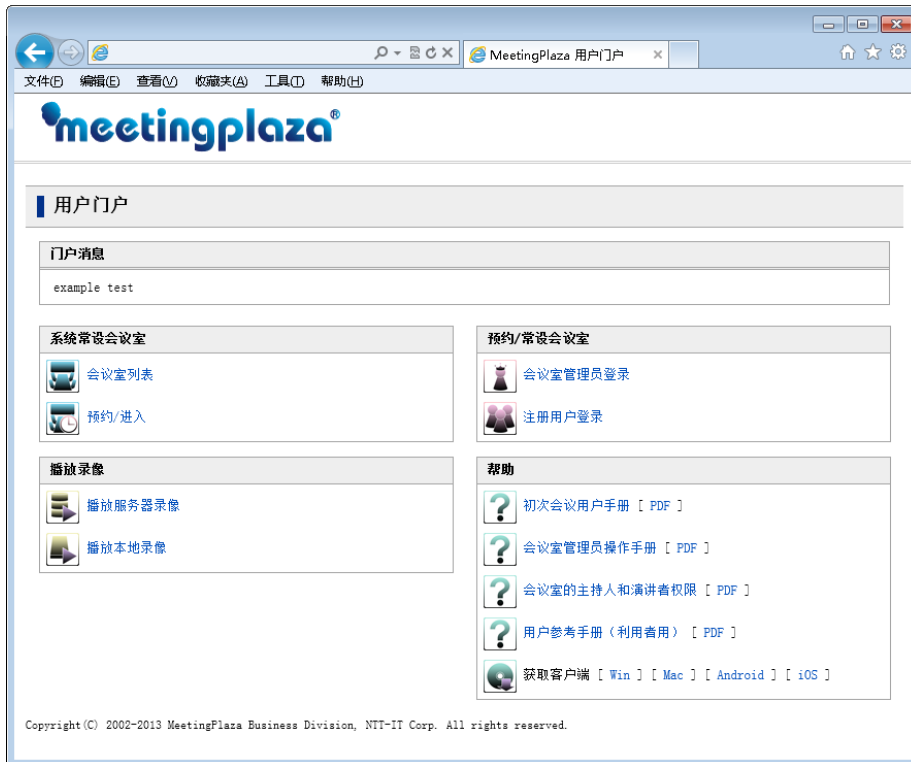 MeetingPlaza 用户门户
文件(F) 编辑(E) 查看(V) 收藏夹(A) 工具(T) 帮助(H)
meetingplaza®
用户门户
门户消息
example test
系统常设会议室
会议室列表
预约/进入
预约/常设会议室
会议室管理员登录
注册用户登录
播放录像
播放服务器录像
播放本地录像
帮助
初次会议用户手册 [ PDF ]
会议室管理员操作手册 [ PDF ]
会议室的主持人和演讲者权限 [ PDF ]
用户参考手册（利用者用） [ PDF ]
获取客户端 [ Win ] [ Mac ] [ Android ] [ iOS ]
Copyright(C) 2002-2013 MeetingPlaza Business Division, NTT-IT Corp. All rights reserved.